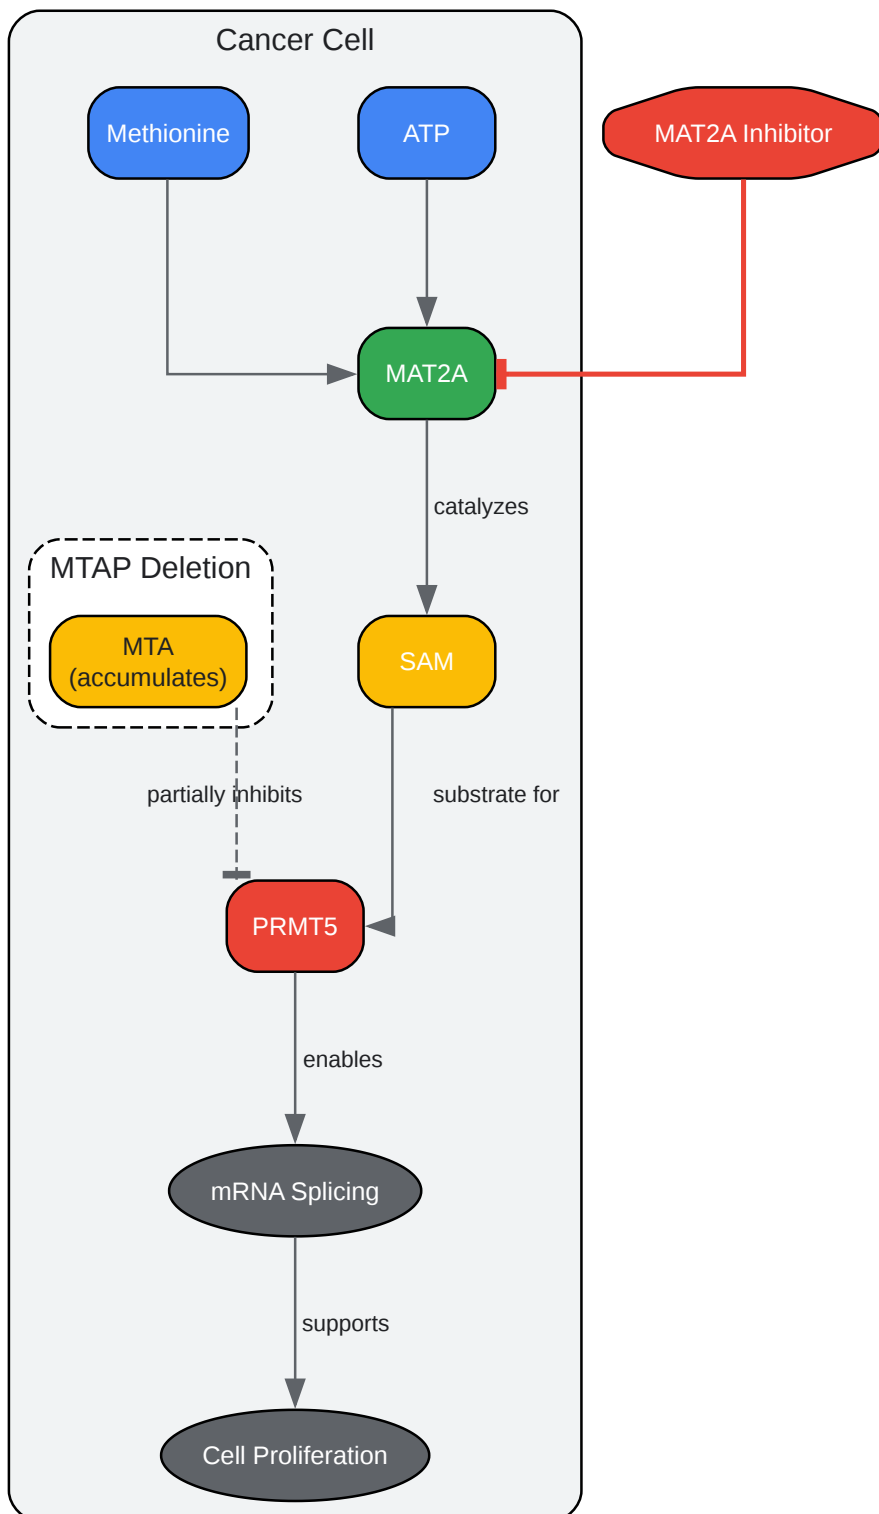 Cancer Cell
Methionine
ATP
MAT2A Inhibitor
MAT2A
catalyzes
MTAP Deletion
MTA
(accumulates)
SAM
partially inhibits
substrate for
PRMT5
enables
mRNA Splicing
supports
Cell Proliferation